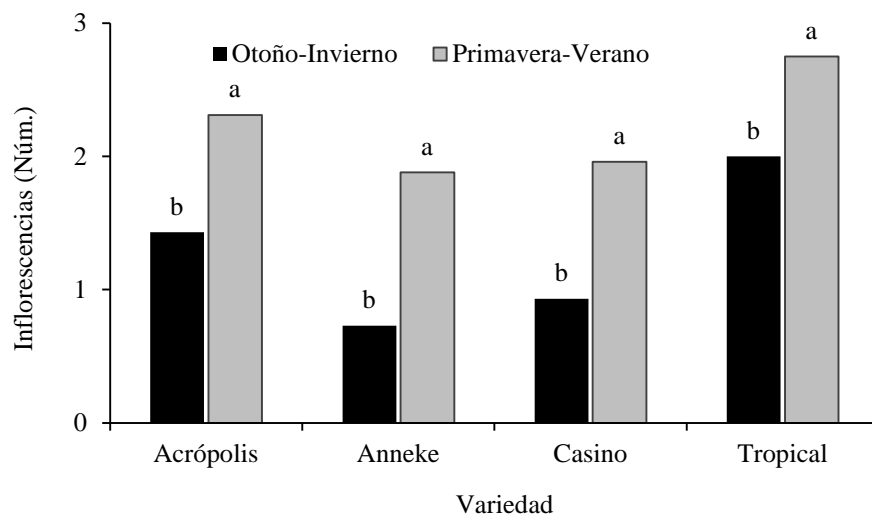 3
Otoño-Invierno Primavera-Verano
a
a
a
a
Inflorescencias (Núm.)
2
b
b
b
b
1
0
Acrópolis Anneke Casino Tropical
Variedad